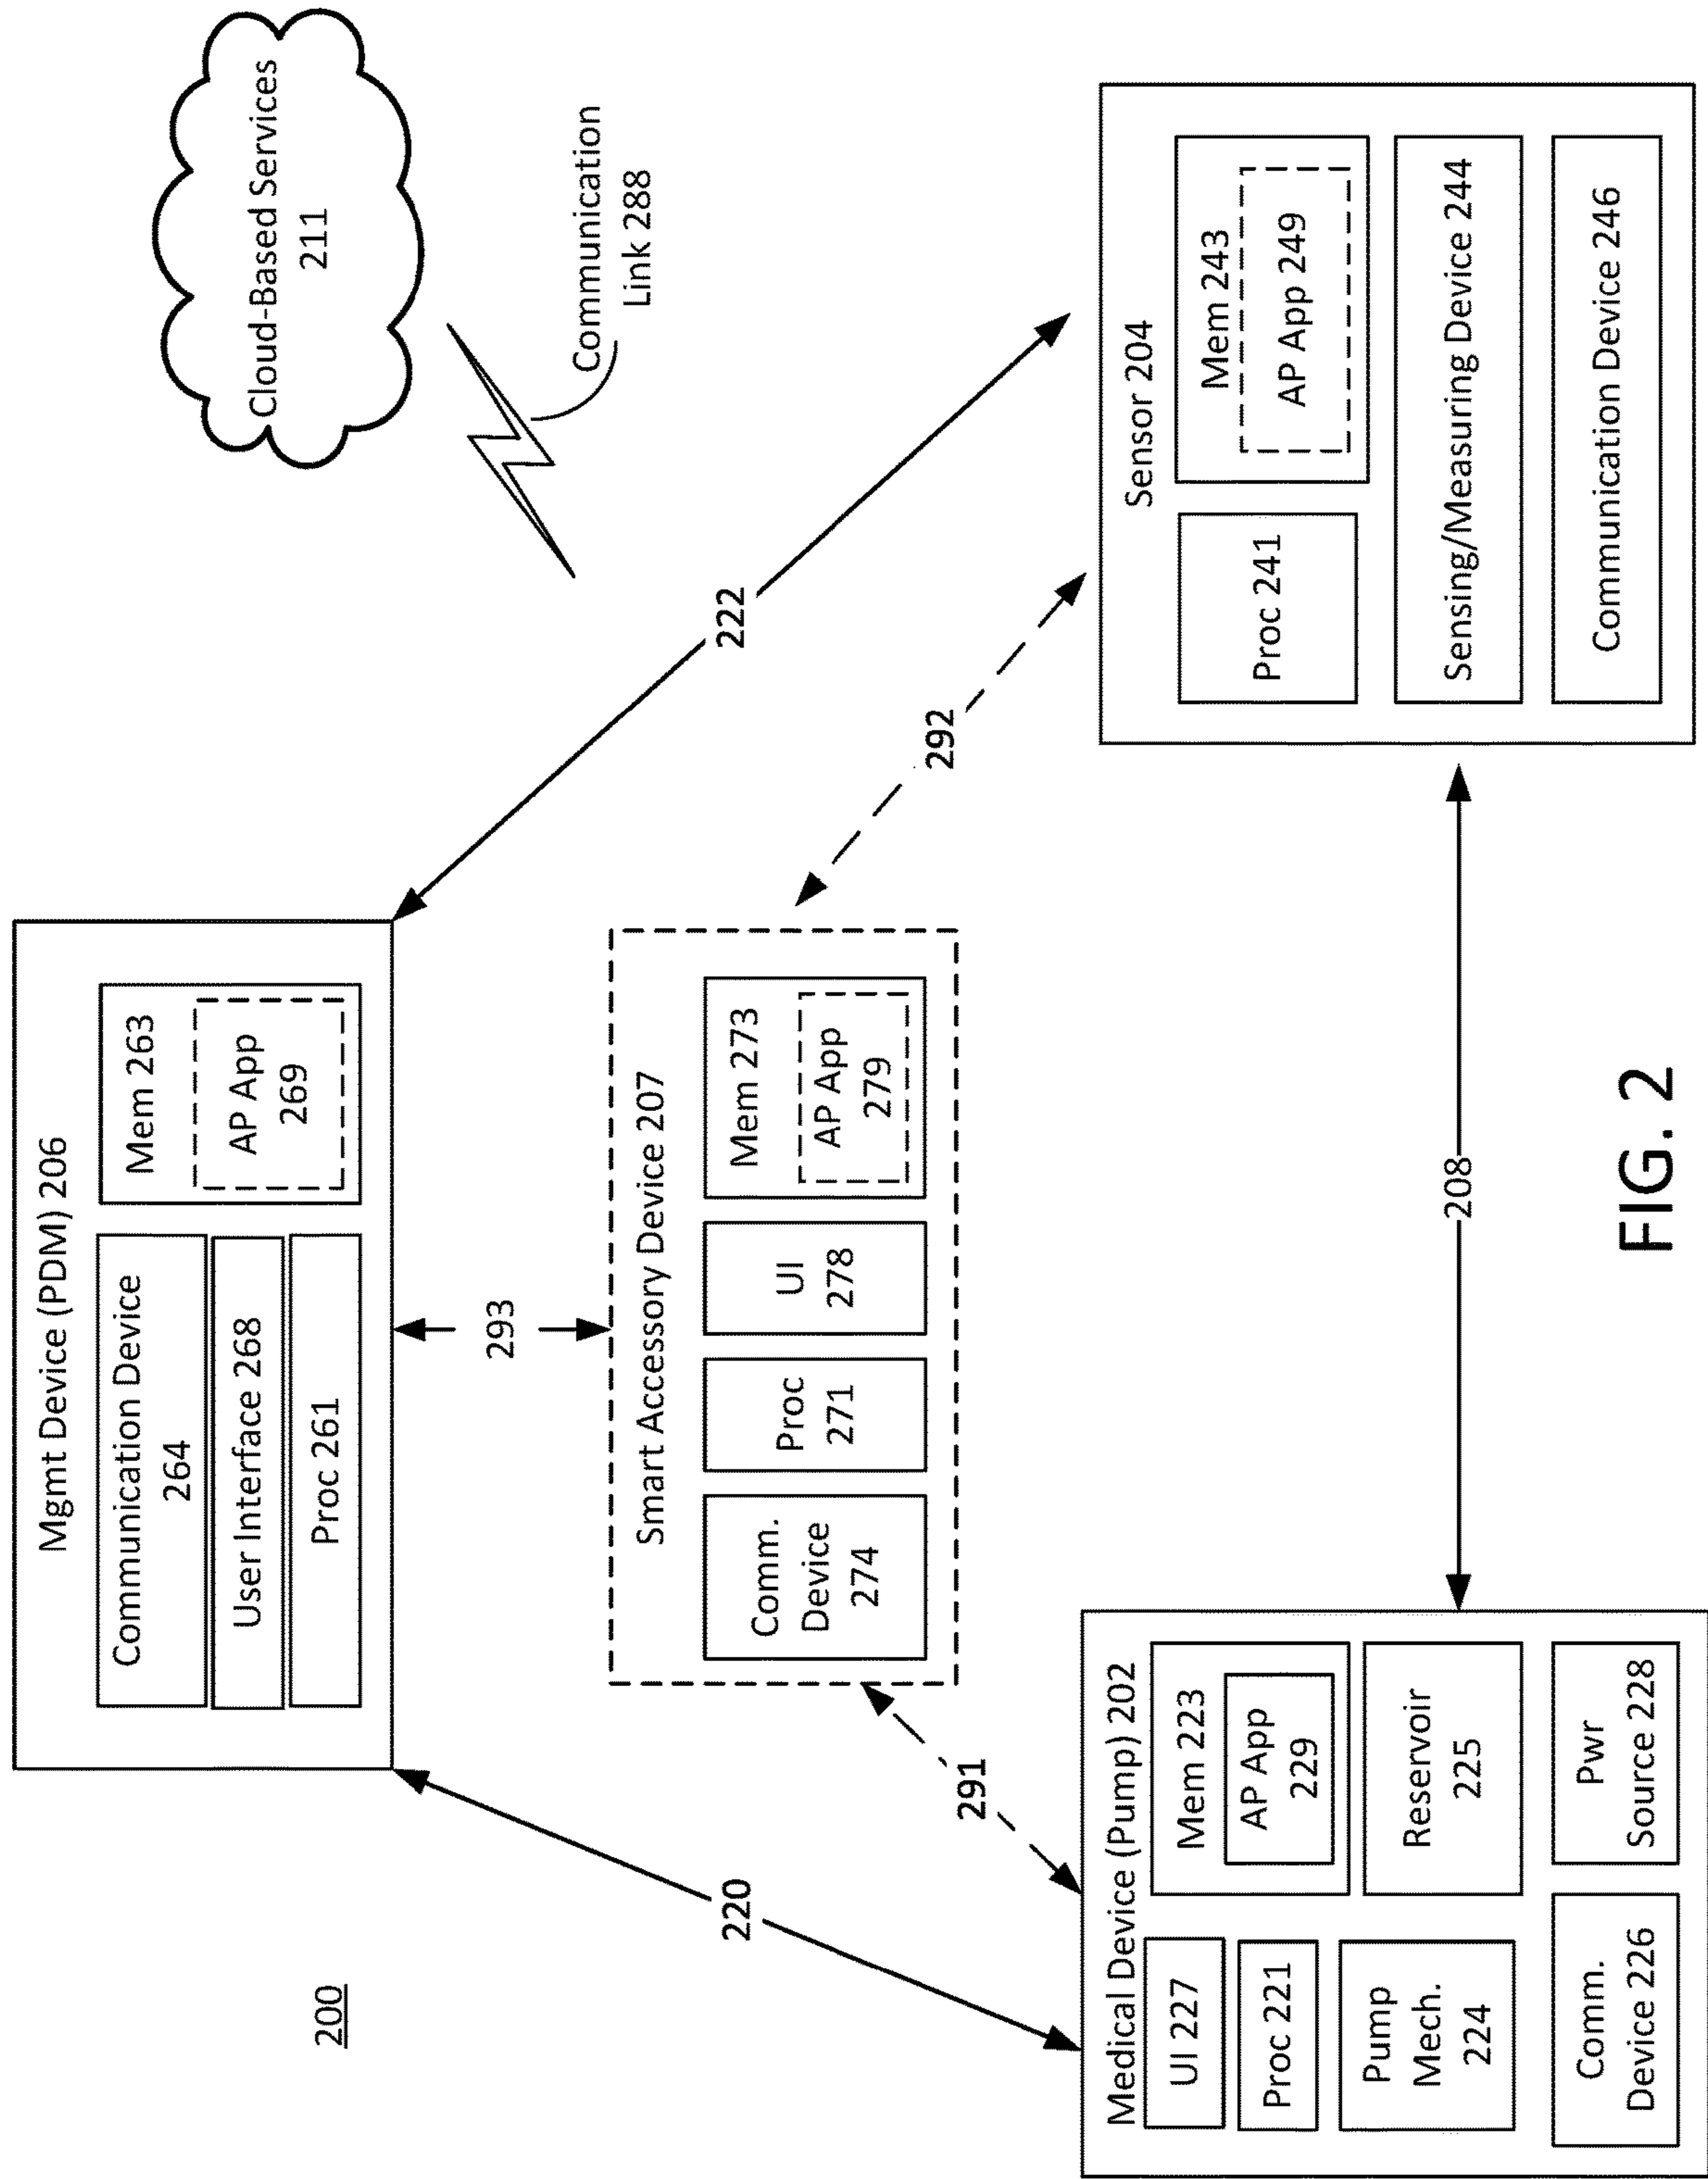 200
Mgmt Device (PDM) 206
Communication Device
264
User Interface 268
Proc 261
Mem 263
AP App
269
Cloud-Based Services
211
Communication
Link 288
220
293
222
Smart Accessory Device 207
Comm.
Device
274
Proc
271
UI
278
Mem 273
AP App
279
291
292
Medical Device (Pump) 202
UI 227
Proc 221
Pump
Mech.
224
Comm.
Device 226
Mem 223
AP App
229
Reservoir
225
Pwr
Source 228
208
Sensor 204
Proc 241
Mem 243
AP App 249
Sensing/Measuring Device 244
Communication Device 246
FIG. 2